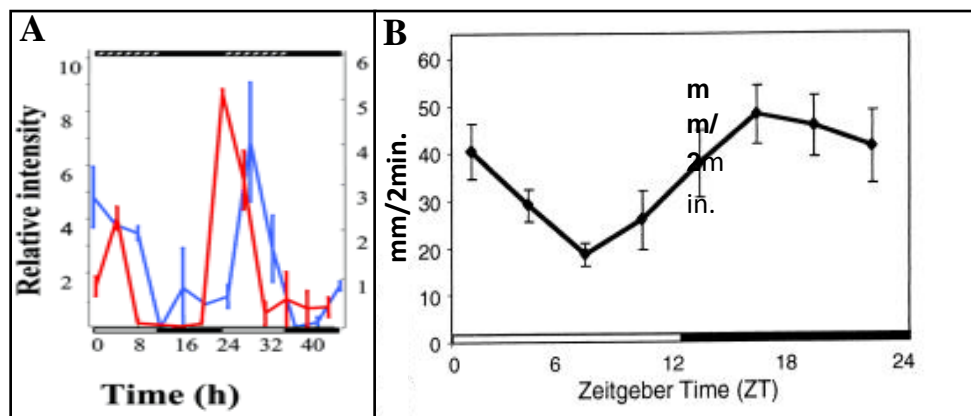 A
10
8
6
4
2
6
5
4
3
2
1
Relative intensity
0 8 16 24 32 40
Time (h)
B
60
50
40
30
20
10
0
mm/2min.
m
m/
2m
in.
0 6 12 18 24
Zeitgeber Time (ZT)